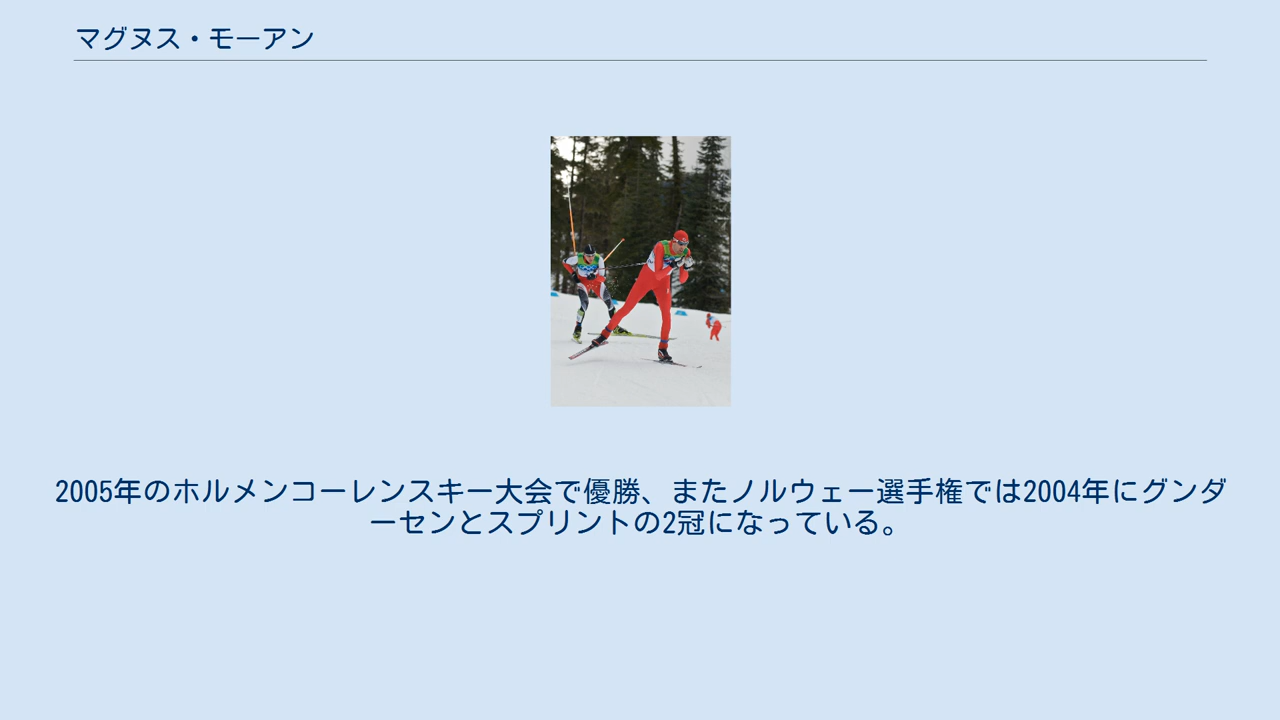 マグヌス・モーアン
2005年のホルメンコーレンスキー大会で優勝、またノルウェー選手権では2004年にグンダ
ーセンとスプリントの2冠になっている。